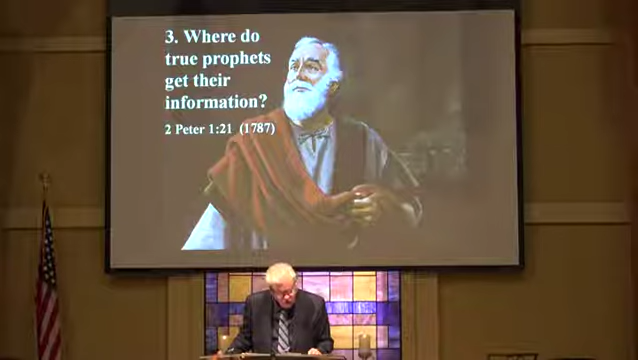 3. Where do
true prophets
get their
information?
2 Peter 1:21 (1787)